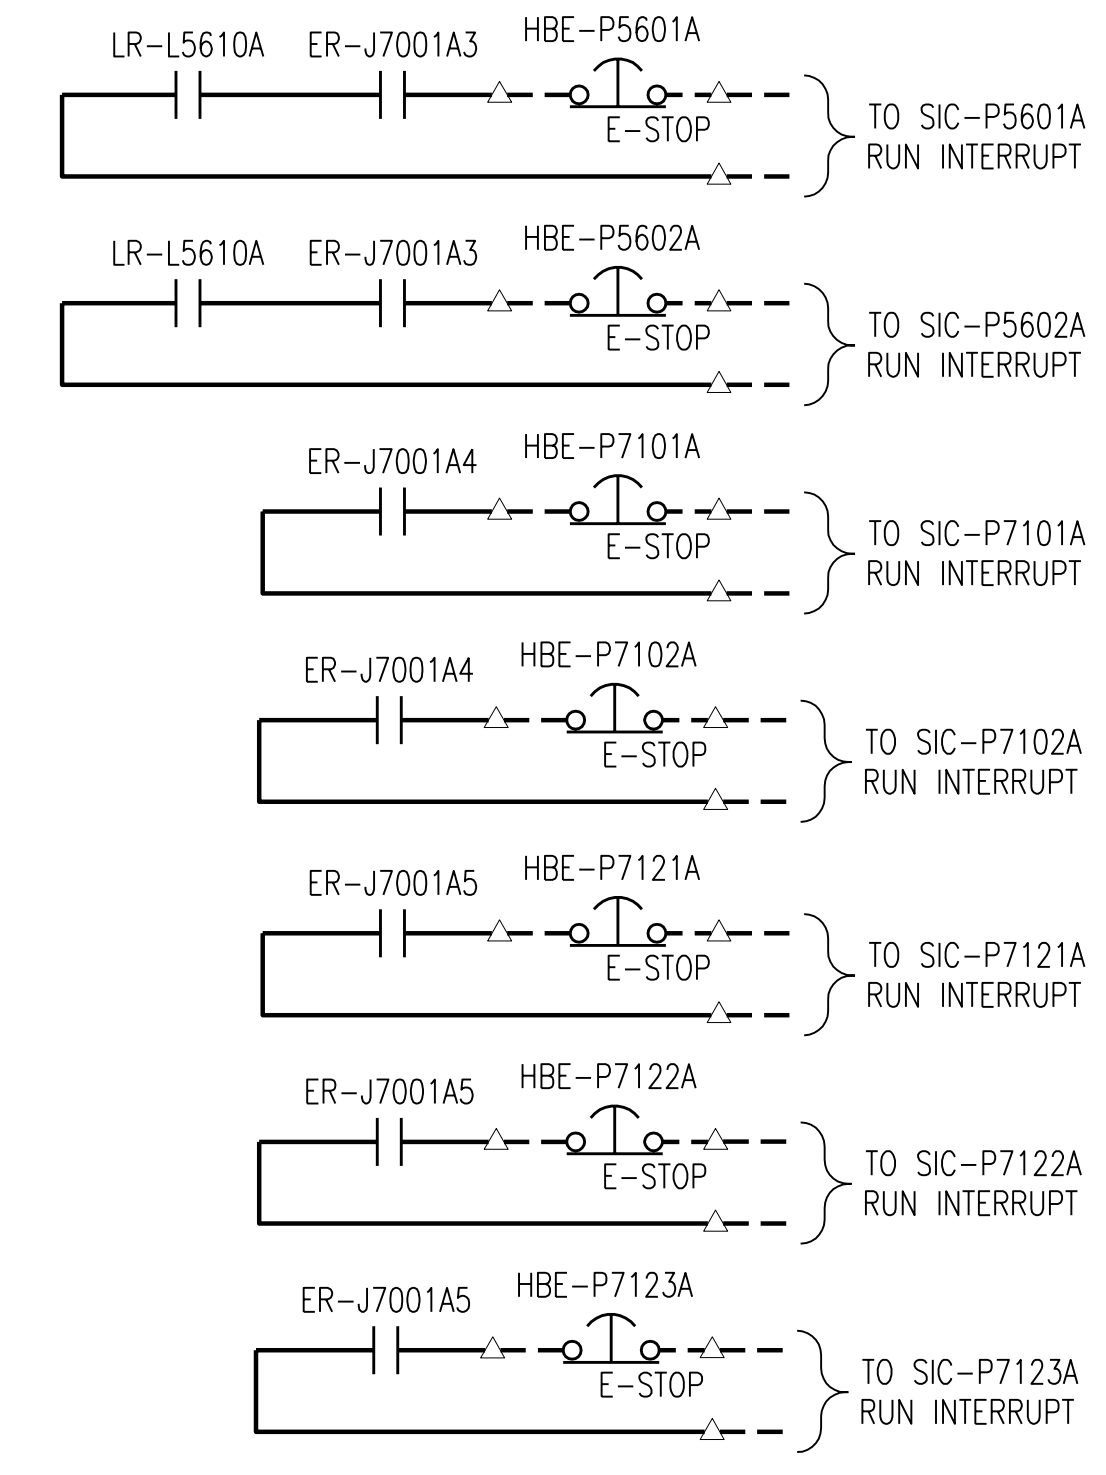 LR-L5610A ER-J7001A3 HBE-P5601A
E-STOP
TO SIC-P5601A
RUN INTERRUPT
LR-L5610A ER-J7001A3 HBE-P5602A
E-STOP
TO SIC-P5602A
RUN INTERRUPT
ER-J7001A4 HBE-P7101A
E-STOP
TO SIC-P7101A
RUN INTERRUPT
ER-J7001A4 HBE-P7102A
E-STOP
TO SIC-P7102A
RUN INTERRUPT
ER-J7001A5 HBE-P7121A
E-STOP
TO SIC-P7121A
RUN INTERRUPT
ER-J7001A5 HBE-P7122A
E-STOP
TO SIC-P7122A
RUN INTERRUPT
ER-J7001A5 HBE-P7123A
E-STOP
TO SIC-P7123A
RUN INTERRUPT